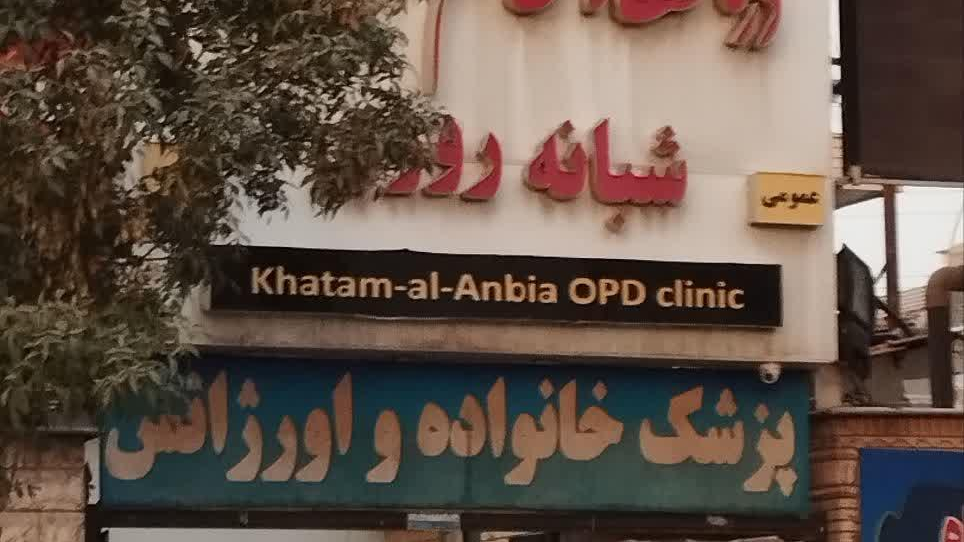 شبانه روز
عمومی
Khatam-al-Anbia OPD clinic
پزشک خانواده و اورژانس